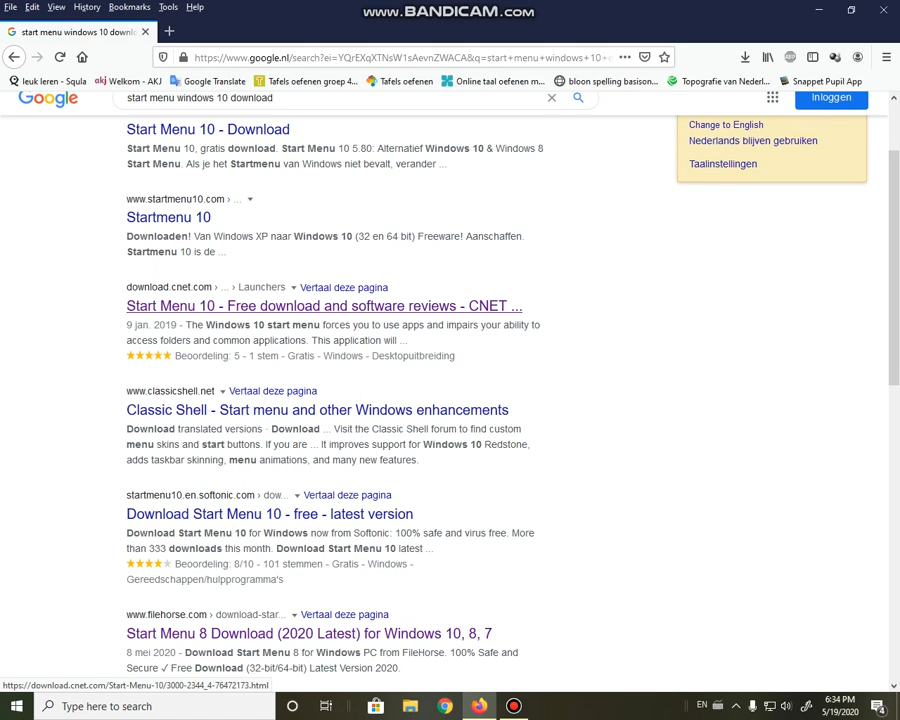 File Edit View History Bookmarks Tools Help
www.BANDICAM.com
start menu windows 10 downlo
https://www.google.nl/search?ei=YQrEXqXTNsW1sAevnZWACA&q=start+menu+windows+10+
leuk leren - Squla akj Welkom - AKJ Google Translate Tafels oefenen groep 4... Tafels oefenen Online taal oefenen m... bloon spelling basison... Topografie van Nederl... Snappet Pupil App
Google start menu windows 10 download Inloggen
Change to English
Nederlands blijven gebruiken
Taalinstellingen
Start Menu 10 - Download
Start Menu 10, gratis download. Start Menu 10 5.80: Alternatief Windows 10 & Windows 8
Start Menu. Als je het Startmenu van Windows niet bevalt, verander ...
www.startmenu10.com › ...
Startmenu 10
Downloaden! Van Windows XP naar Windows 10 (32 en 64 bit) Freeware! Aanschaffen.
Startmenu 10 is de ...
download.cnet.com › ... › Launchers Vertaal deze pagina
Start Menu 10 - Free download and software reviews - CNET ...
9 jan. 2019 - The Windows 10 start menu forces you to use apps and impairs your ability to
access folders and common applications. This application will ...
Beoordeling: 5 - 1 stem - Gratis - Windows - Desktopuitbreiding
www.classicshell.net Vertaal deze pagina
Classic Shell - Start menu and other Windows enhancements
Download translated versions · Download ... Visit the Classic Shell forum to find custom
menu skins and start buttons. If you are ... It improves support for Windows 10 Redstone,
adds taskbar skinning, menu animations, and many new features.
startmenu10.en.softonic.com › dow... Vertaal deze pagina
Download Start Menu 10 - free - latest version
Download Start Menu 10 for Windows now from Softonic: 100% safe and virus free. More
than 333 downloads this month. Download Start Menu 10 latest ...
Beoordeling: 8/10 - 101 stemmen - Gratis - Windows -
Gereedschappen/hulpprogramma's
www.filehorse.com › download-star... Vertaal deze pagina
Start Menu 8 Download (2020 Latest) for Windows 10, 8, 7
8 mei 2020 - Download Start Menu 8 for Windows PC from FileHorse. 100% Safe and
Secure ✓ Free Download (32-bit/64-bit) Latest Version 2020.
https://download.cnet.com/Start-Menu-10/3000-2344_4-76472173.html
Type here to search
EN
6:34 PM
5/19/2020
4